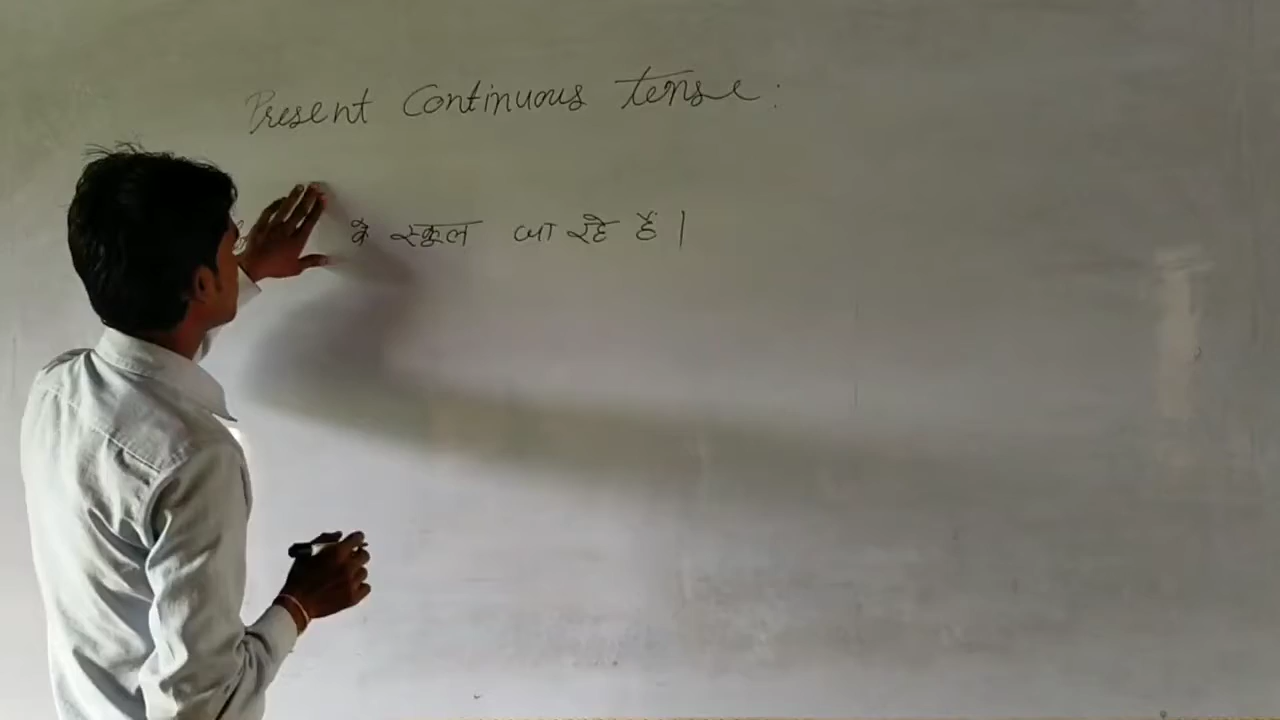 Present Continuous tense :
वे स्कूल जा रहे हैं |